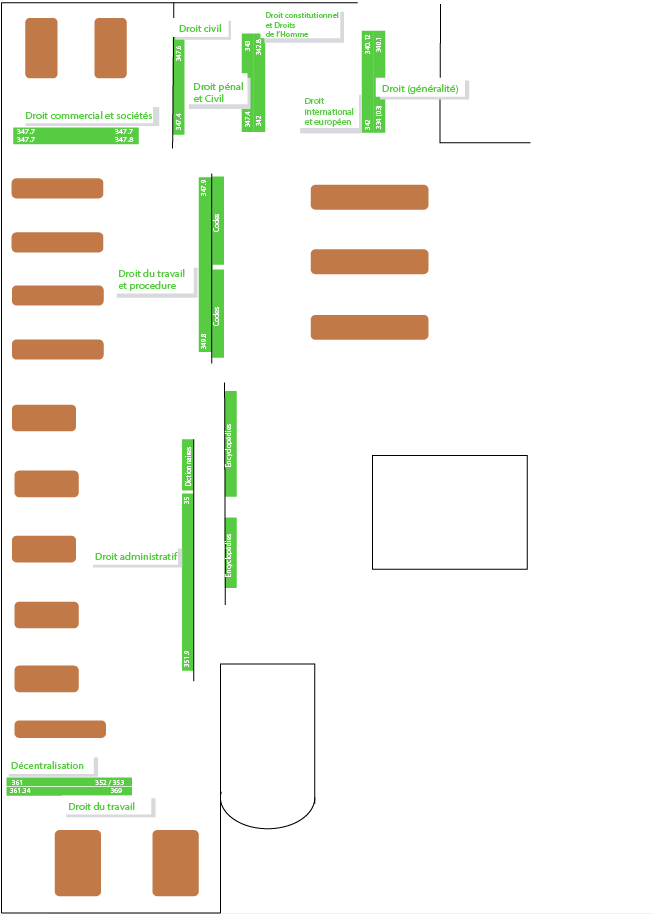 Droit civil
Droit constitutionnel
et Droits
de l'Homme
347.6
347.4
343
342.8
347.4
342
340.12
340.1
342
334 (0.3)
Droit pénal
et Civil
Droit (généralité)
Droit
international
et européen
Droit commercial et sociétés
347.7 347.7
347.7 347.8
347.9
349.8
Codes
Codes
Droit du travail
et procedure
Encyclopédies
Encyclopédies
Dictionnaires
35
351.9
Droit administratif
Décentralisation
361 352 / 353
361.34 369
Droit du travail